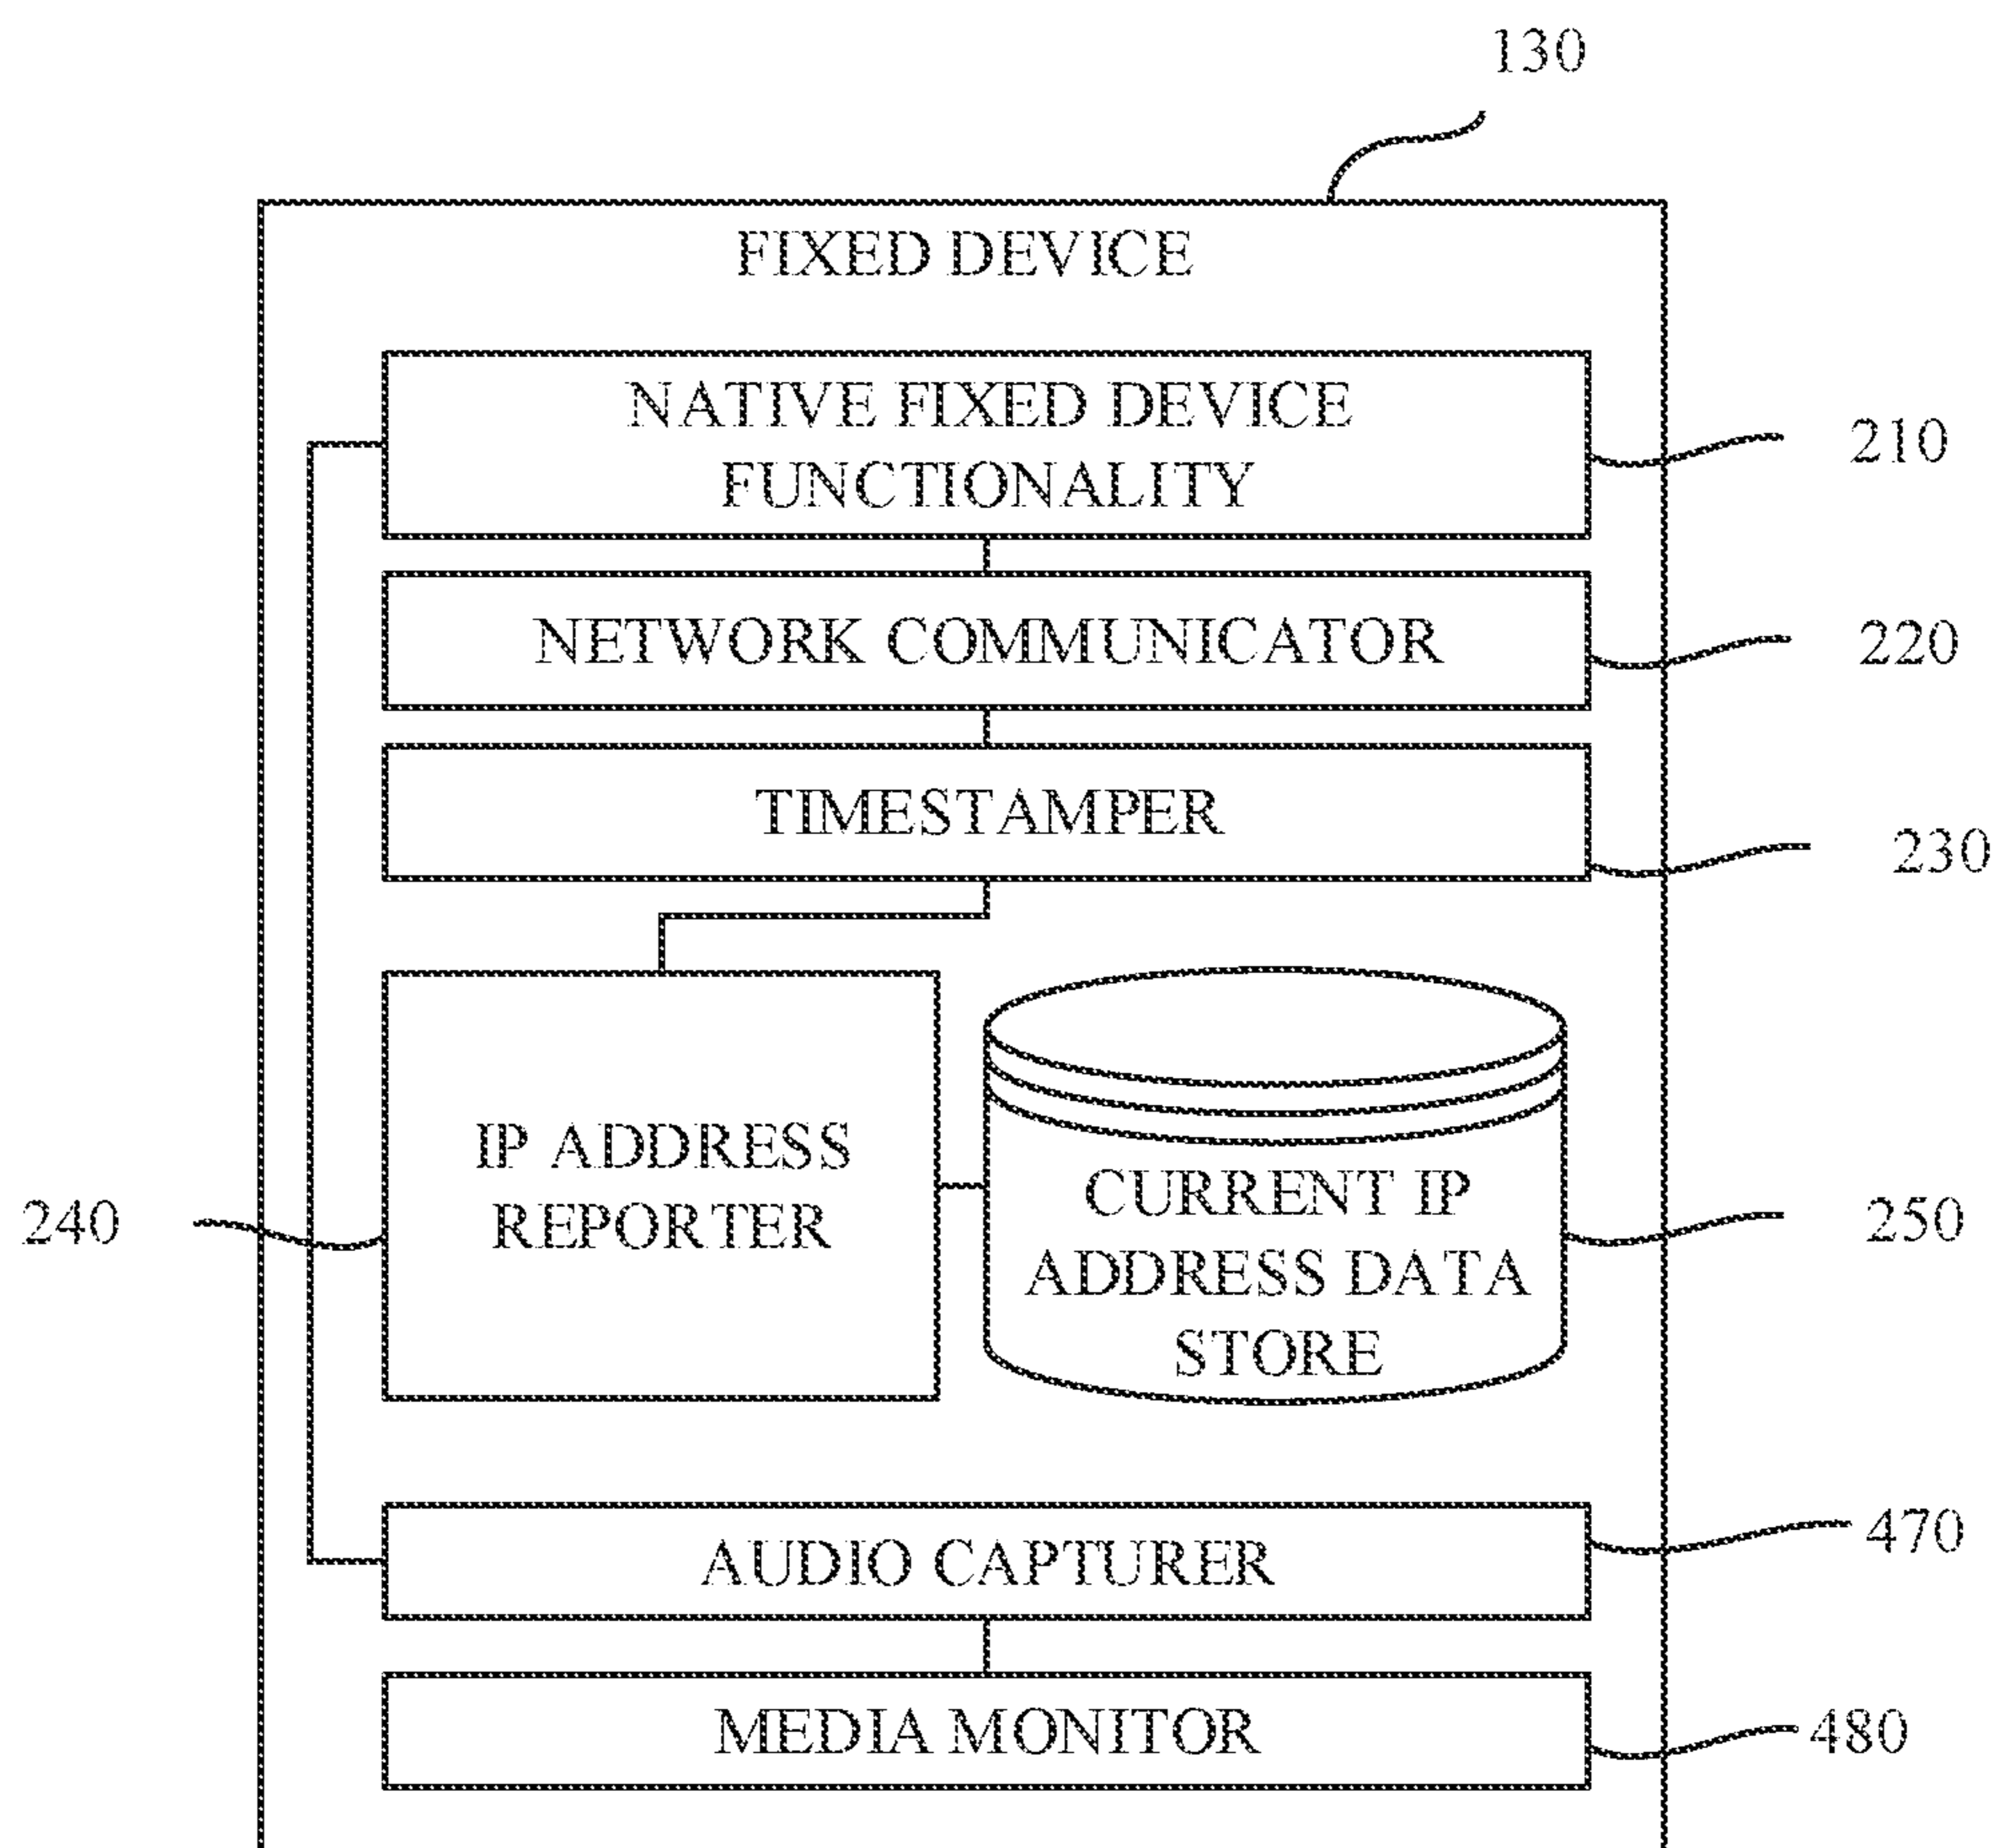 130
FIXED DEVICE
NATIVE FIXED DEVICE
FUNCTIONALITY
210
NETWORK COMMUNICATOR
220
TIMESTAMPER
230
240
IP ADDRESS
REPORTER
CURRENT IP
ADDRESS DATA
STORE
250
AUDIO CAPTURER
470
MEDIA MONITOR
480